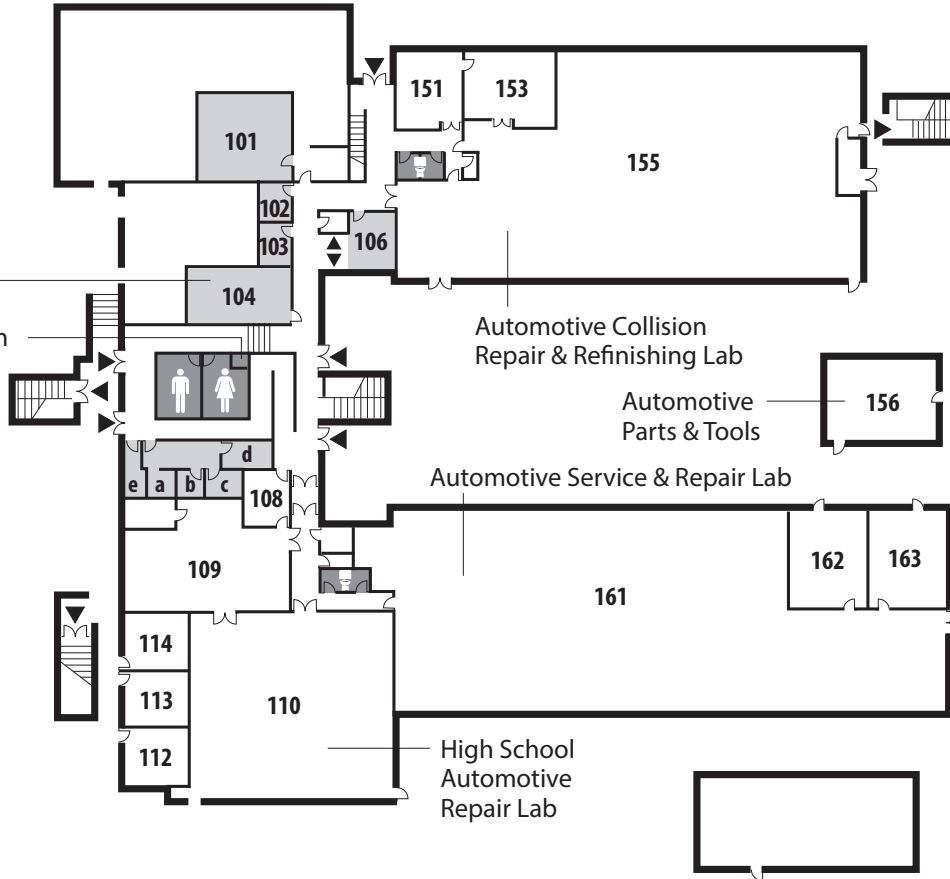 151
153
101
155
102
103
106
104
n
Automotive Collision
Repair & Refinishing Lab
Automotive
Parts & Tools
156
Automotive Service & Repair Lab
d
e
a
b
c
108
109
161
162
163
114
113
110
112
High School
Automotive
Repair Lab